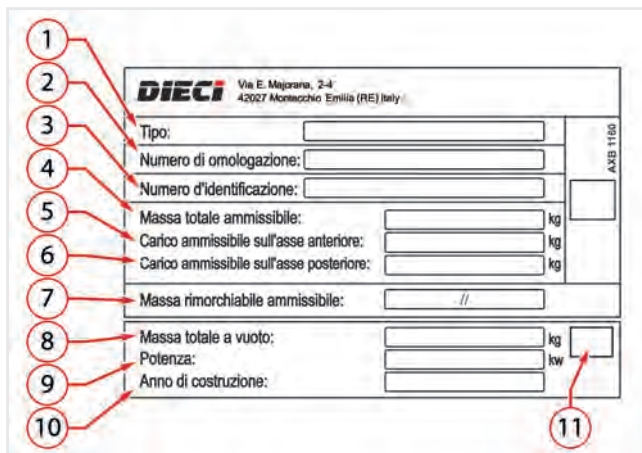 1
2
3
4
5
6
7
8
9
10
11
DIECI Via E. Majorana, 2-4
42027 Montecchio Emilia (RE) Italy
Tipo:
Numero di omologazione:
Numero d'identificazione:
Massa totale ammissibile: kg
Carico ammissibile sull'asse anteriore: kg
Carico ammissibile sull'asse posteriore: kg
Massa rimorchiabile ammissibile: //
Massa totale a vuoto: kg
Potenza: kw
Anno di costruzione:
AXB 1160